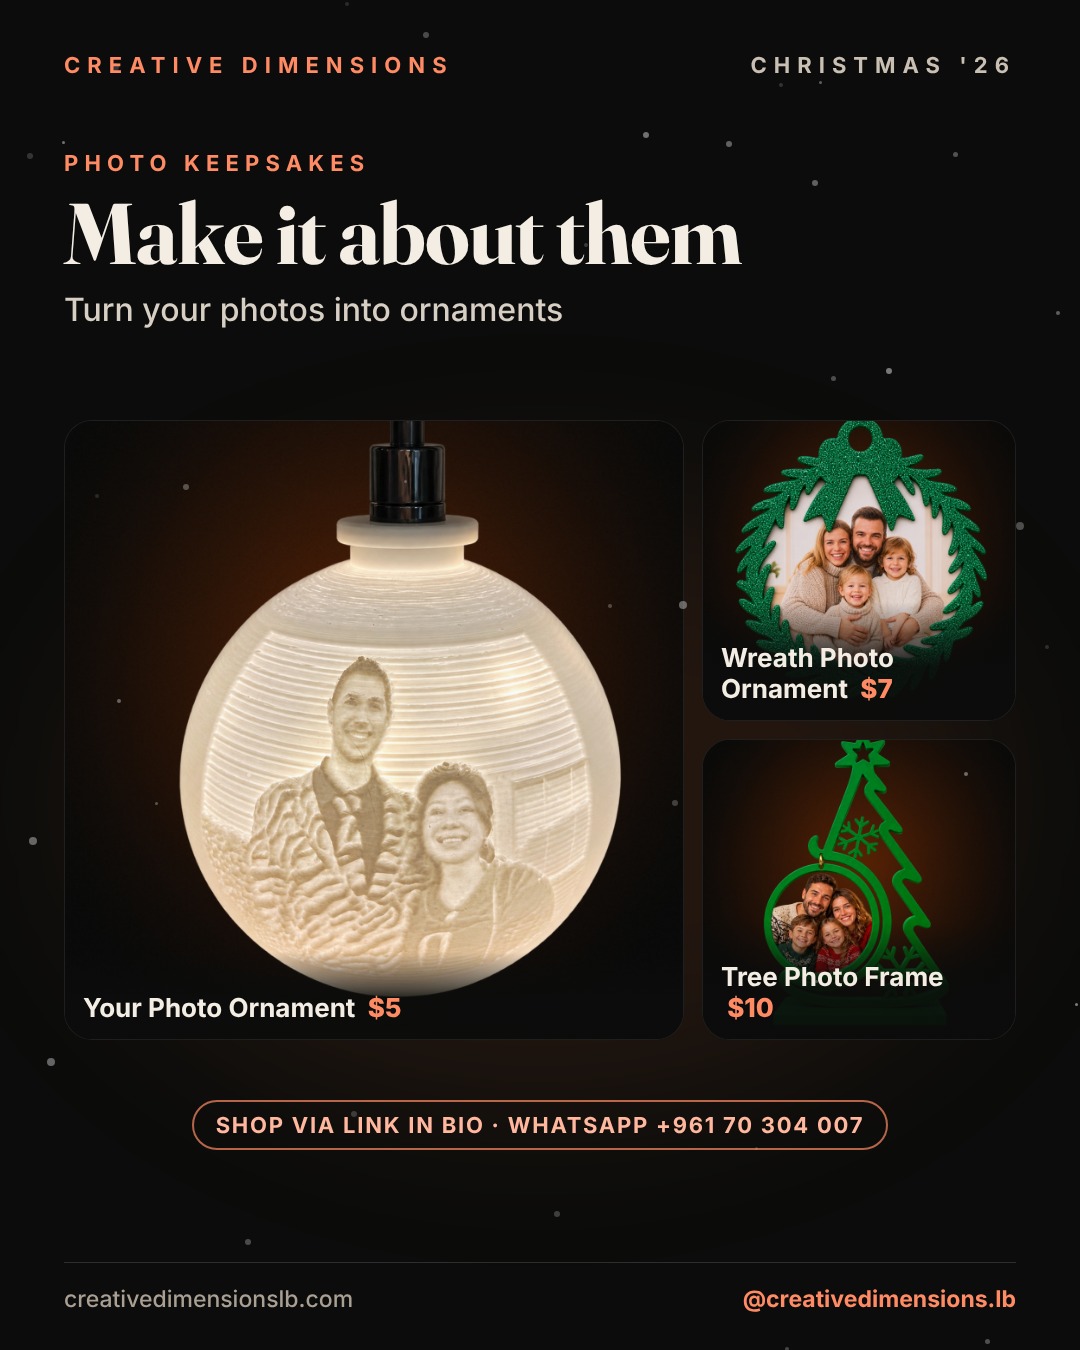 CREATIVE DIMENSIONS
CHRISTMAS '26
PHOTO KEEPSAKES
Make it about them
Turn your photos into ornaments
Your Photo Ornament $5
Wreath Photo
Ornament $7
Tree Photo Frame
$10
SHOP VIA LINK IN BIO · WHATSAPP +961 70 304 007
creativedimensionslb.com
@creativedimensions.lb